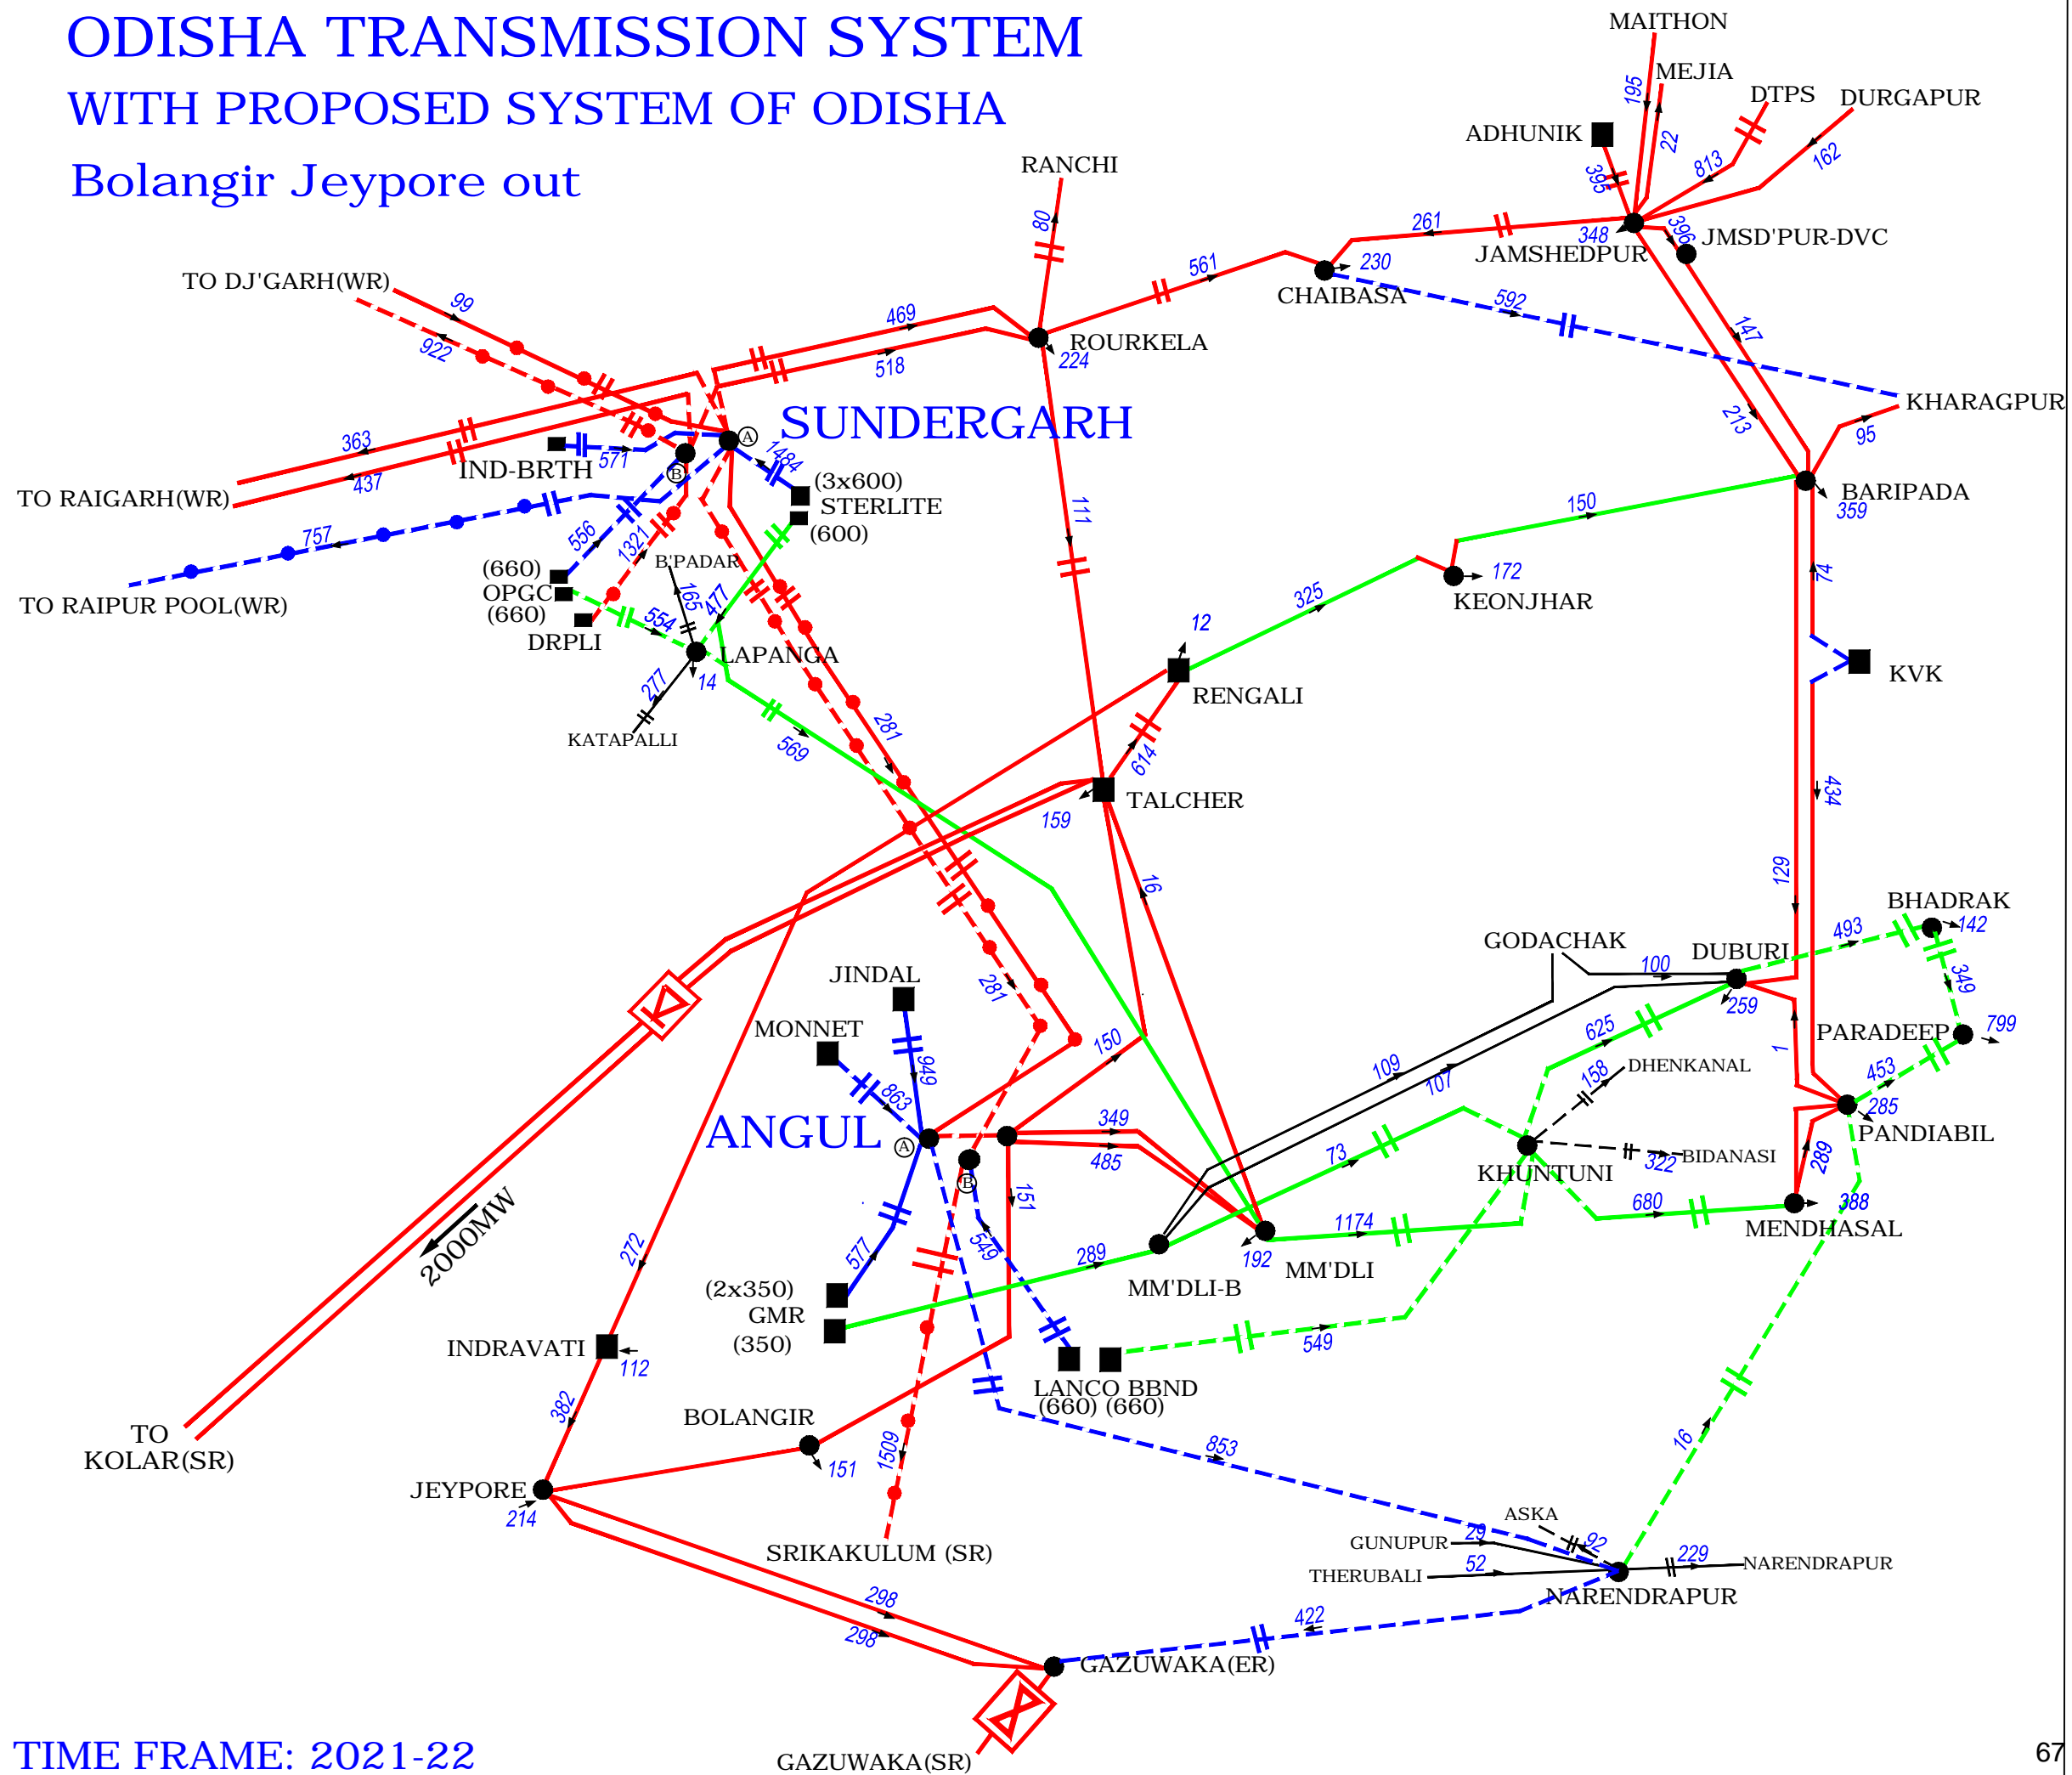 ODISHA TRANSMISSION SYSTEM
WITH PROPOSED SYSTEM OF ODISHA
Bolangir Jeypore out
MAITHON
MEJIA
DTPS
DURGAPUR
ADHUNIK
195
22
813
162
395
RANCHI
80
261
348
396
JMSD'PUR-DVC
JAMSHEDPUR
561
230
CHAIBASA
592
TO DJ'GARH(WR)
99
922
469
518
ROURKELA
224
147
213
KHARAGPUR
95
SUNDERGARH
A
B
363
437
TO RAIGARH(WR)
IND-BRTH
571
1484
(3x600)
STERLITE
(600)
757
TO RAIPUR POOL(WR)
556
1321
(660)
OPGC
(660)
DRPLI
554
B'PADAR
165
477
LAPANGA
14
277
KATAPALLI
569
111
150
BARIPADA
359
325
172
KEONJHAR
12
RENGALI
74
KVK
281
614
TALCHER
159
434
129
16
BHADRAK
142
493
349
GODACHAK
DUBURI
100
259
JINDAL
281
MONNET
949
863
150
625
PARADEEP
799
109
107
158
DHENKANAL
1
453
285
PANDIABIL
ANGUL
A
B
349
485
73
KHUNTUNI
322
BIDANASI
289
151
549
577
680
388
MENDHASAL
1174
192
MM'DLI
MM'DLI-B
289
2000MW
272
(2x350)
GMR
(350)
549
INDRAVATI
112
LANCO BBND
(660) (660)
382
BOLANGIR
151
1509
853
16
TO
KOLAR(SR)
JEYPORE
214
SRIKAKULUM (SR)
ASKA
GUNUPUR
29
92
THERUBALI
52
229
NARENDRAPUR
NARENDRAPUR
298
298
422
GAZUWAKA(ER)
GAZUWAKA(SR)
TIME FRAME: 2021-22
67